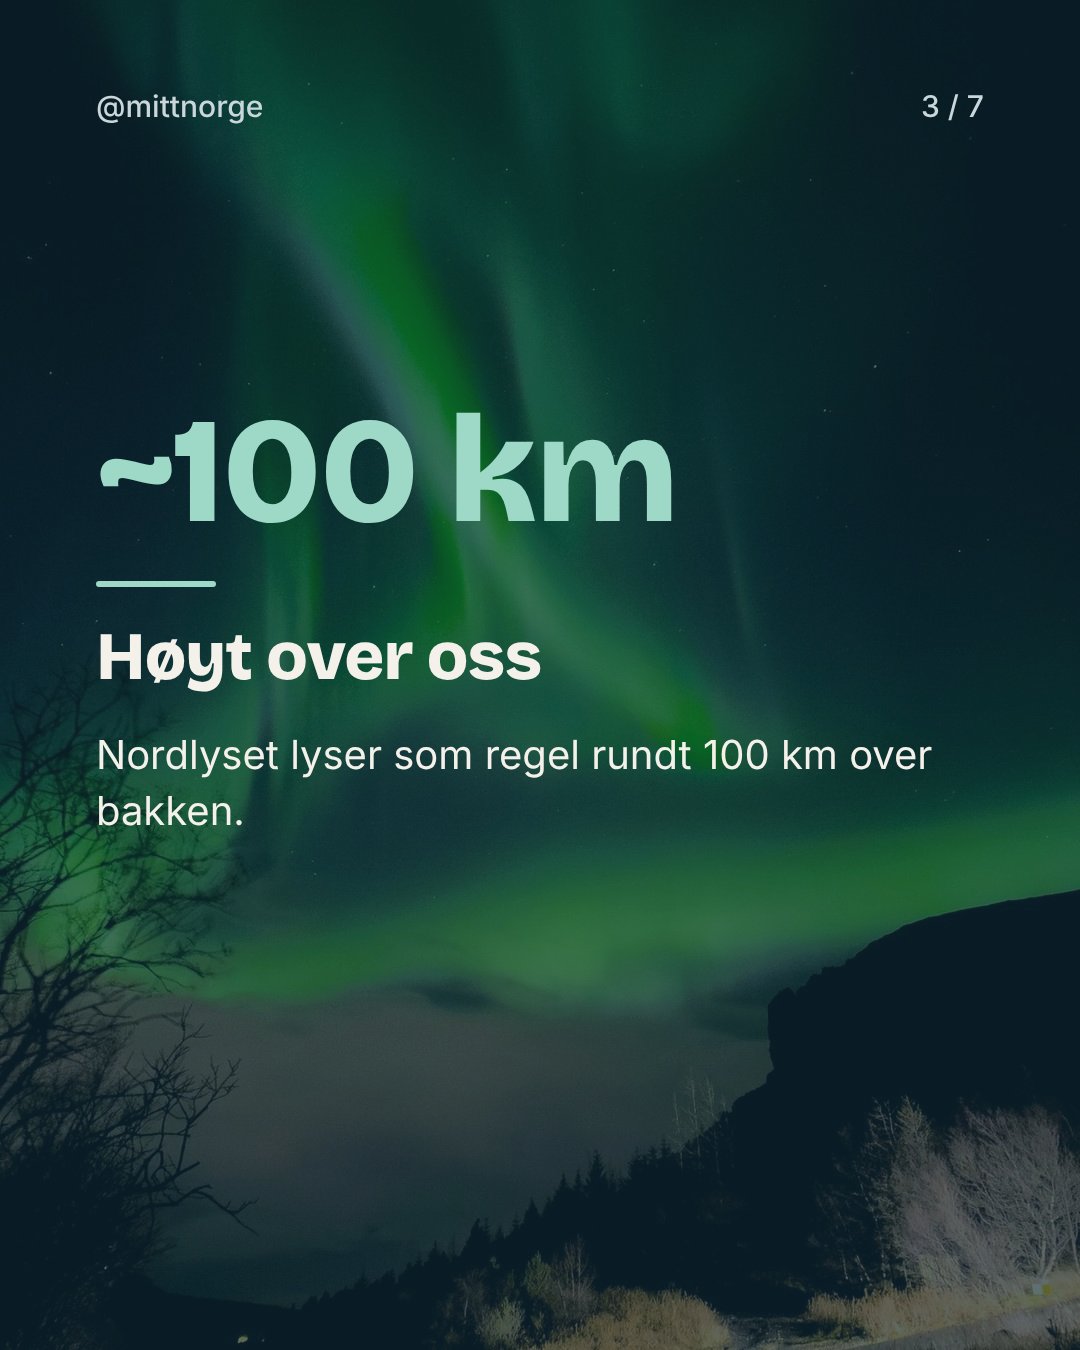 @mittnorge
3 / 7
~100 km
Høyt over oss
Nordlyset lyser som regel rundt 100 km over
bakken.